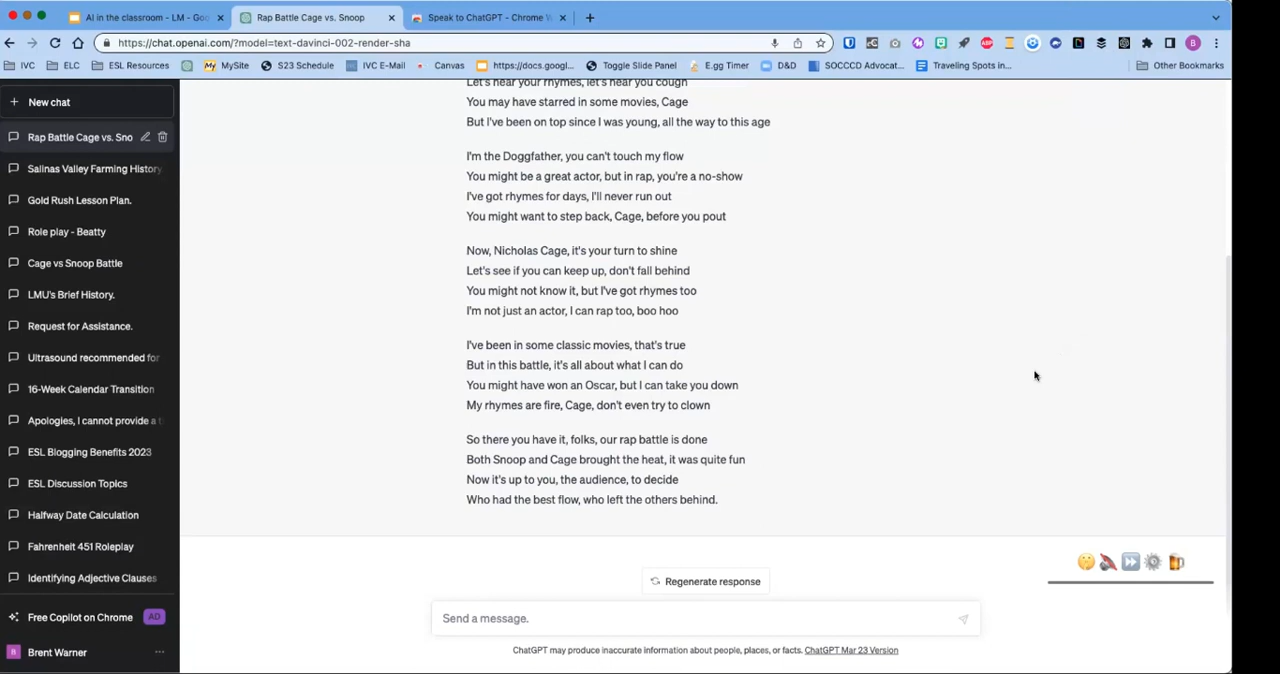 AI in the classroom - LM - Goo
Rap Battle Cage vs. Snoop
Speak to ChatGPT - Chrome W
https://chat.openai.com/?model=text-davinci-002-render-sha
IVC
ELC
ESL Resources
MySite
S23 Schedule
IVC E-Mail
Canvas
https://docs.googl...
Toggle Slide Panel
E.gg Timer
D&D
SOCCCD Advocat...
Traveling Spots in...
Other Bookmarks
New chat
Rap Battle Cage vs. Sno
Salinas Valley Farming History
Gold Rush Lesson Plan.
Role play - Beatty
Cage vs Snoop Battle
LMU's Brief History.
Request for Assistance.
Ultrasound recommended for
16-Week Calendar Transition
Apologies, I cannot provide a t
ESL Blogging Benefits 2023
ESL Discussion Topics
Halfway Date Calculation
Fahrenheit 451 Roleplay
Identifying Adjective Clauses
Free Copilot on Chrome AD
B Brent Warner
Let's hear your rhymes, let's hear you cough
You may have starred in some movies, Cage
But I've been on top since I was young, all the way to this age
I'm the Doggfather, you can't touch my flow
You might be a great actor, but in rap, you're a no-show
I've got rhymes for days, I'll never run out
You might want to step back, Cage, before you pout
Now, Nicholas Cage, it's your turn to shine
Let's see if you can keep up, don't fall behind
You might not know it, but I've got rhymes too
I'm not just an actor, I can rap too, boo hoo
I've been in some classic movies, that's true
But in this battle, it's all about what I can do
You might have won an Oscar, but I can take you down
My rhymes are fire, Cage, don't even try to clown
So there you have it, folks, our rap battle is done
Both Snoop and Cage brought the heat, it was quite fun
Now it's up to you, the audience, to decide
Who had the best flow, who left the others behind.
Regenerate response
Send a message.
ChatGPT may produce inaccurate information about people, places, or facts. ChatGPT Mar 23 Version